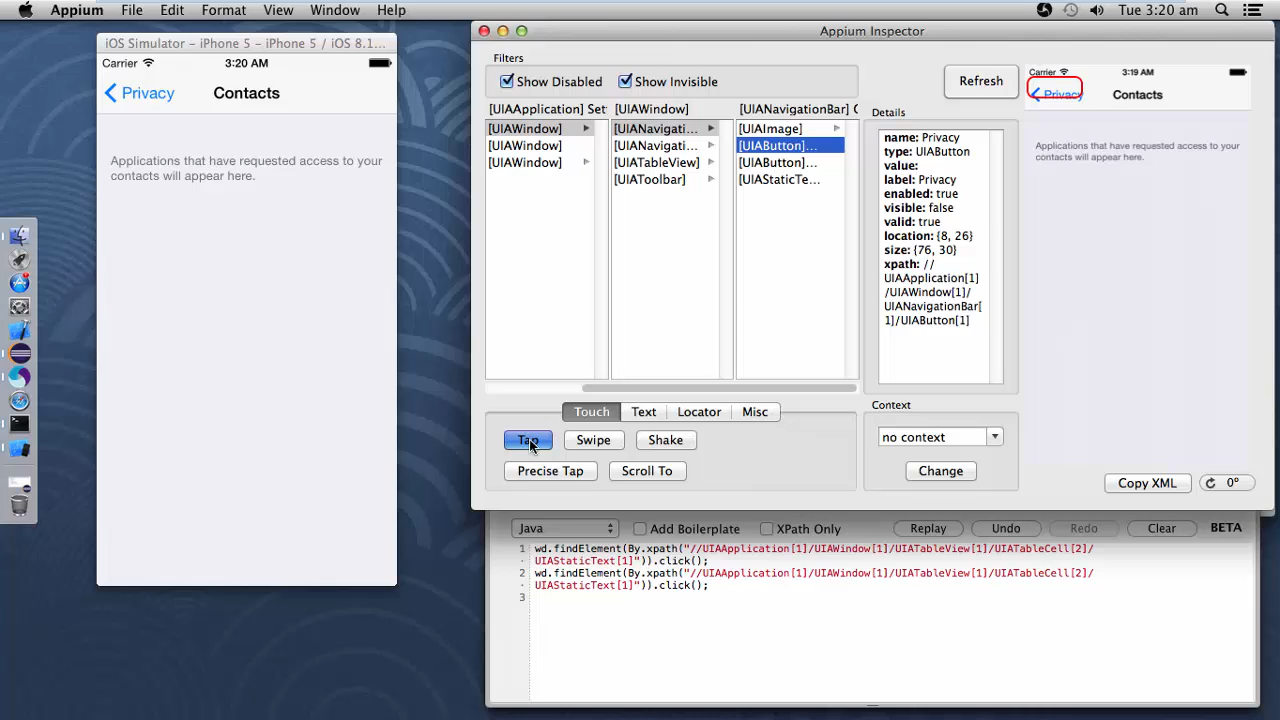 Appium File Edit Format View Window Help Tue 3:20 am
iOS Simulator – iPhone 5 – iPhone 5 / iOS 8.1...
Carrier 3:20 AM
Privacy Contacts
Applications that have requested access to your
contacts will appear here.
Appium Inspector
Filters
Show Disabled Show Invisible
Refresh
[UIAApplication] Set [UIAWindow] [UIANavigationBar] C
[UIAWindow]
[UIAWindow]
[UIAWindow]
[UIANavigati...
[UIANavigati...
[UIATableView]
[UIAToolbar]
[UIAImage]
[UIAButton]...
[UIAButton]...
[UIAStaticTe...
Details
name: Privacy
type: UIAButton
value:
label: Privacy
enabled: true
visible: false
valid: true
location: {8, 26}
size: {76, 30}
xpath: //
UIAApplication[1]
/UIAWindow[1]/
UIANavigationBar[
1]/UIAButton[1]
Carrier 3:19 AM
Privacy Contacts
Applications that have requested access to your
contacts will appear here.
Touch Text Locator Misc
Tap Swipe Shake
Precise Tap Scroll To
Context
no context
Change
Copy XML 0°
Java Add Boilerplate XPath Only Replay Undo Redo Clear BETA
1 wd.findElement(By.xpath("//UIAApplication[1]/UIAWindow[1]/UIATableView[1]/UIATableCell[2]/
UIAStaticText[1]")).click();
2 wd.findElement(By.xpath("//UIAApplication[1]/UIAWindow[1]/UIATableView[1]/UIATableCell[2]/
UIAStaticText[1]")).click();
3